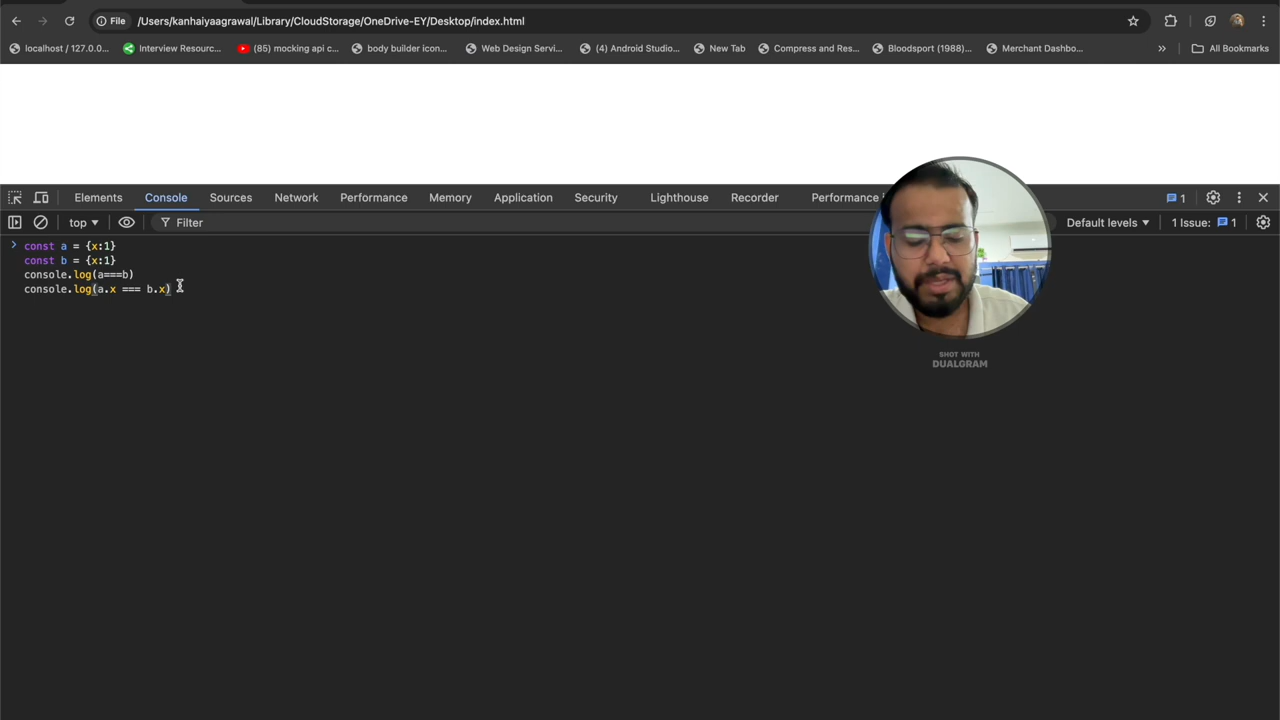 File /Users/kanhaiyaagrawal/Library/CloudStorage/OneDrive-EY/Desktop/index.html
localhost / 127.0.0... Interview Resourc... (85) mocking api c... body builder icon... Web Design Servi... (4) Android Studio... New Tab Compress and Res... Bloodsport (1988)... Merchant Dashbo... » All Bookmarks
Elements Console Sources Network Performance Memory Application Security Lighthouse Recorder Performance 1
top Filter Default levels 1 Issue: 1
const a = {x:1}
const b = {x:1}
console.log(a===b)
console.log(a.x === b.x)
SHOT WITH
DUALGRAM